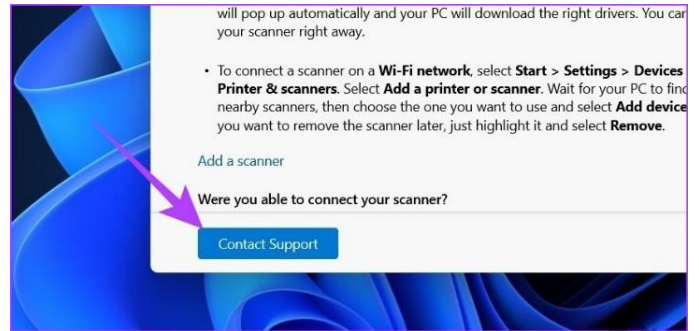 will pop up automatically and your PC will download the right drivers. You can
your scanner right away.
• To connect a scanner on a Wi-Fi network, select Start > Settings > Devices
Printer & scanners. Select Add a printer or scanner. Wait for your PC to find
nearby scanners, then choose the one you want to use and select Add device
you want to remove the scanner later, just highlight it and select Remove.
Add a scanner
Were you able to connect your scanner?
Contact Support